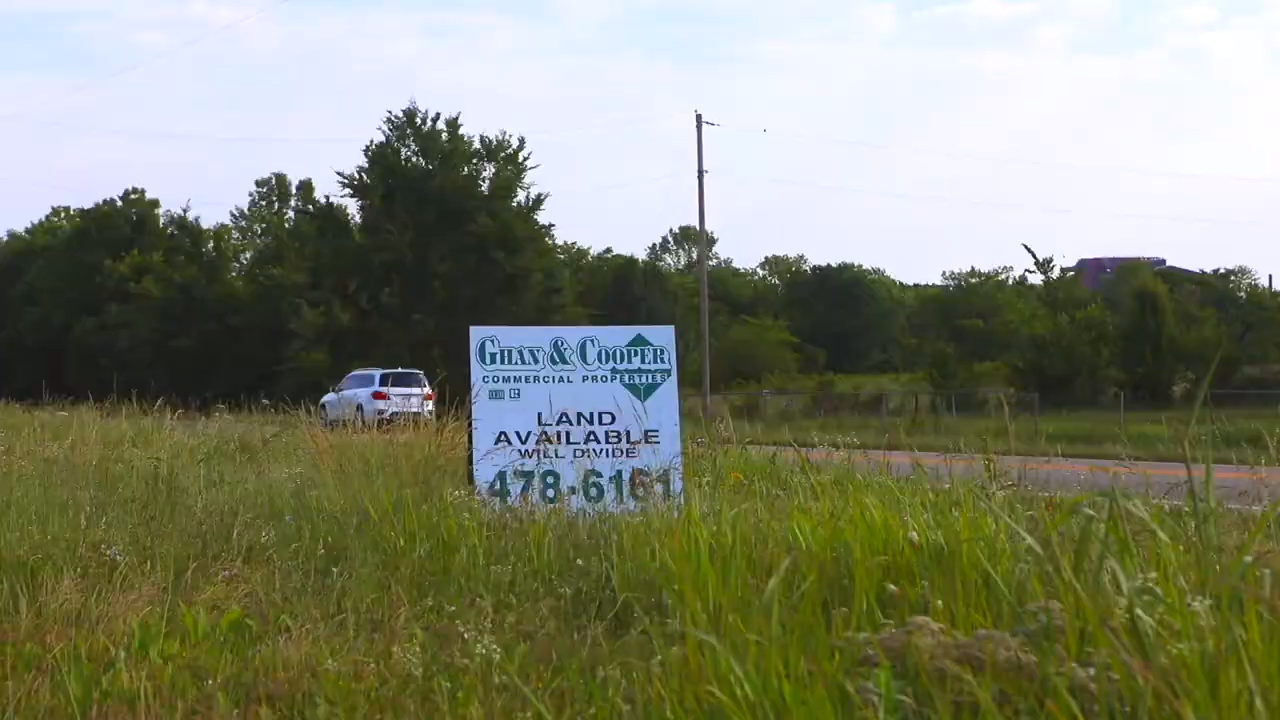 GHAN & COOPER
COMMERCIAL PROPERTIES
LAND
AVAILABLE
WILL DIVIDE
478-6161